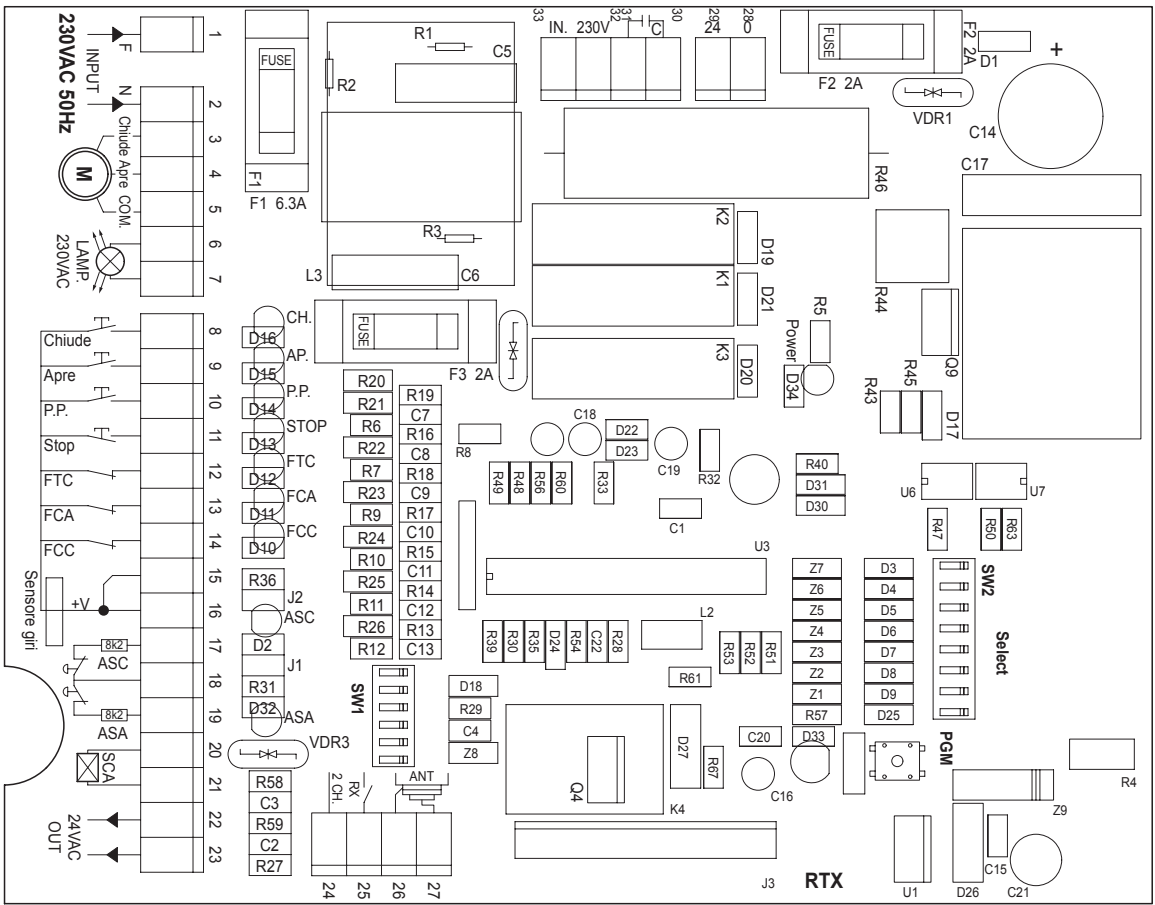 33
32
31
30
29
28
IN. 230V
C
24
0
1
230VAC 50Hz
INPUT
F
N
2
3
4
5
6
7
Chiude Apre COM.
M
LAMP.
230VAC
FUSE
F1
F1 6.3A
R1
C5
R2
R3
L3
C6
FUSE
F2 2A
F2 2A
D1
+
VDR1
C14
C17
R46
K2
D19
K1
D21
K3
D20
R44
R5
Power
D34
Q9
R45
R43
D17
FUSE
F3 2A
Chiude
8
CH.
D16
Apre
9
AP.
D15
P.P.
10
P.P.
D14
Stop
11
STOP
D13
FTC
12
FTC
D12
FCA
13
FCA
D11
FCC
14
FCC
D10
Sensore giri
+V
15
16
17
18
19
20
21
22
23
R36
J2
ASC
D2
J1
R31
D32
ASA
8k2
ASC
8k2
ASA
VDR3
SCA
24VAC
OUT
R58
C3
R59
C2
R27
R20
R21
R6
R22
R7
R23
R9
R24
R10
R25
R11
R26
R12
R19
C7
R16
C8
R18
C9
R17
C10
R15
C11
R14
C12
R13
C13
R8
C18
D22
D23
C19
R32
R49
R48
R56
R60
R33
C1
R40
D31
D30
U6
U7
R47
R50
R63
U3
L2
R39
R30
R35
D24
R54
C22
R28
R53
R52
R51
R61
Z7
Z6
Z5
Z4
Z3
Z2
Z1
R57
D3
D4
D5
D6
D7
D8
D9
D25
SW2
Select
SW1
D18
R29
C4
Z8
Q4
K4
D27
R67
C20
D33
C16
PGM
R4
Z9
2 CH.
RX
ANT
24
25
26
27
J3
RTX
U1
D26
C15
C21